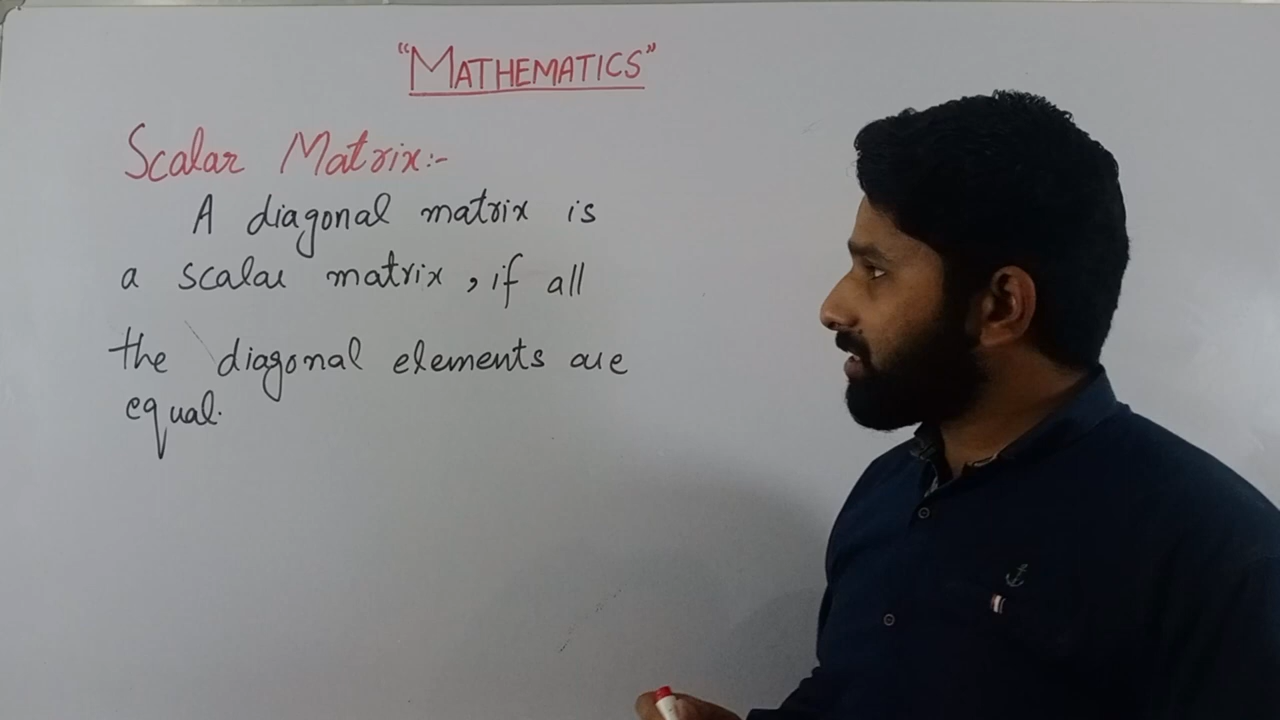 “MATHEMATICS”
Scalar Matrix:-
A diagonal matrix is
a scalar matrix, if all
the diagonal elements are
equal.